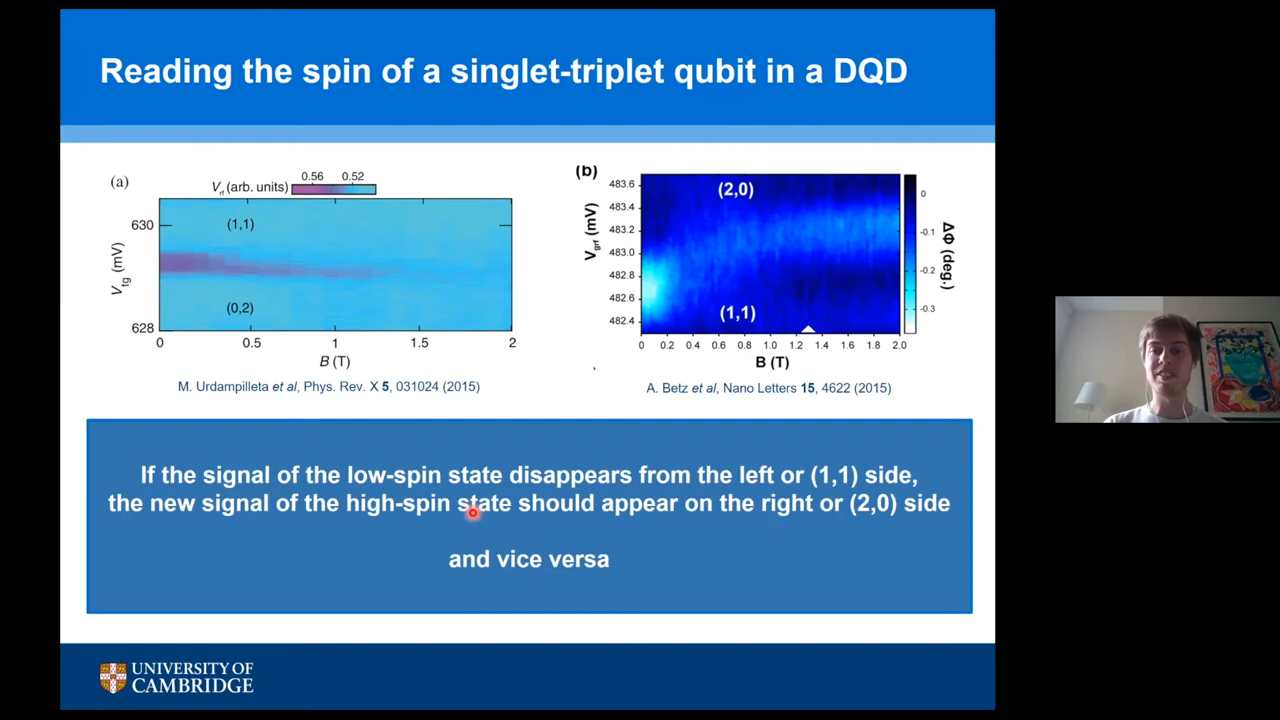 Reading the spin of a singlet-triplet qubit in a DQD
(a)
Vrf (arb. units)
0.56
0.52
630
Vtg (mV)
628
(1,1)
(0,2)
0
0.5
1
1.5
2
B (T)
M. Urdampilleta et al, Phys. Rev. X 5, 031024 (2015)
(b)
Vgrf (mV)
483.6
483.4
483.2
483.0
482.8
482.6
482.4
(2,0)
(1,1)
0
0.2
0.4
0.6
0.8
1.0
1.2
1.4
1.6
1.8
2.0
B (T)
0
-0.1
-0.2
-0.3
ΔΦ (deg.)
A. Betz et al, Nano Letters 15, 4622 (2015)
If the signal of the low-spin state disappears from the left or (1,1) side,
the new signal of the high-spin state should appear on the right or (2,0) side
and vice versa
UNIVERSITY OF
CAMBRIDGE